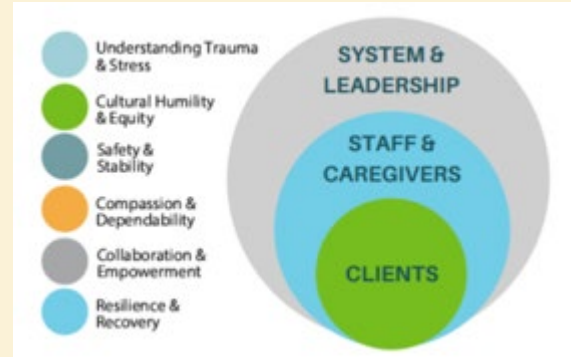 Understanding Trauma
& Stress
Cultural Humility
& Equity
Safety &
Stability
Compassion &
Dependability
Collaboration &
Empowerment
Resilience &
Recovery
SYSTEM &
LEADERSHIP
STAFF &
CAREGIVERS
CLIENTS